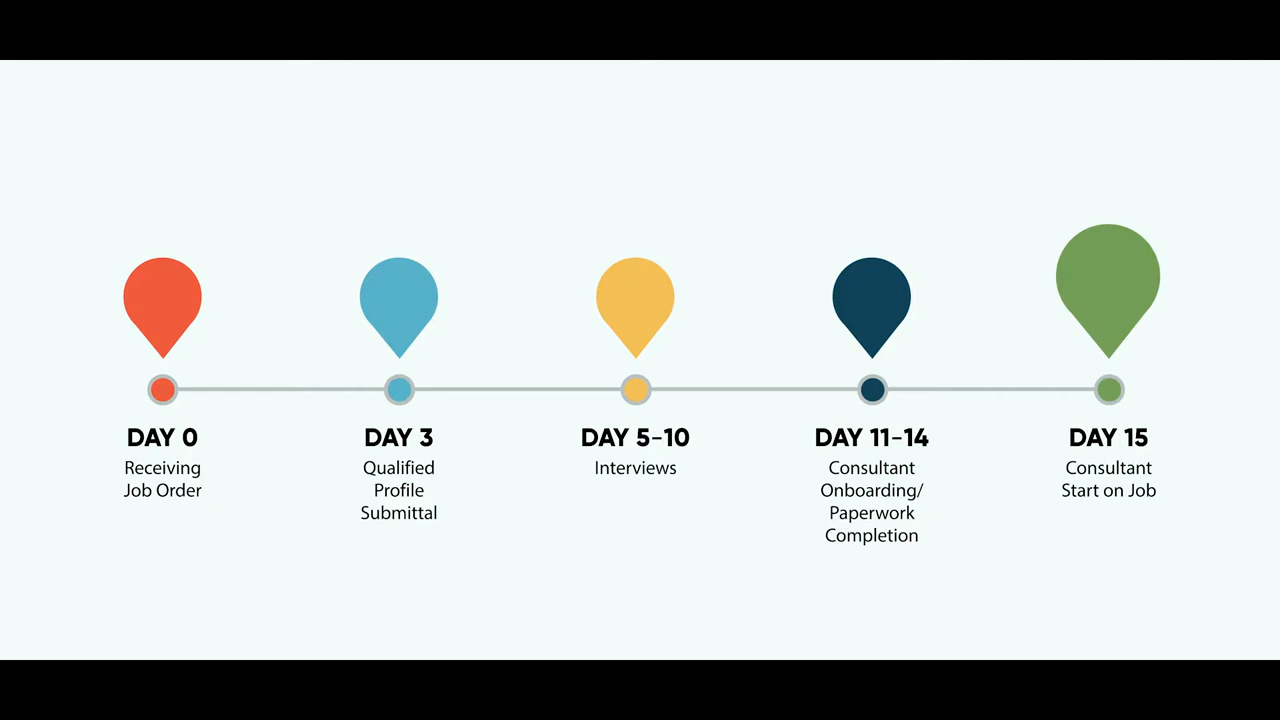 DAY 0
Receiving
Job Order
DAY 3
Qualified
Profile
Submittal
DAY 5-10
Interviews
DAY 11-14
Consultant
Onboarding/
Paperwork
Completion
DAY 15
Consultant
Start on Job